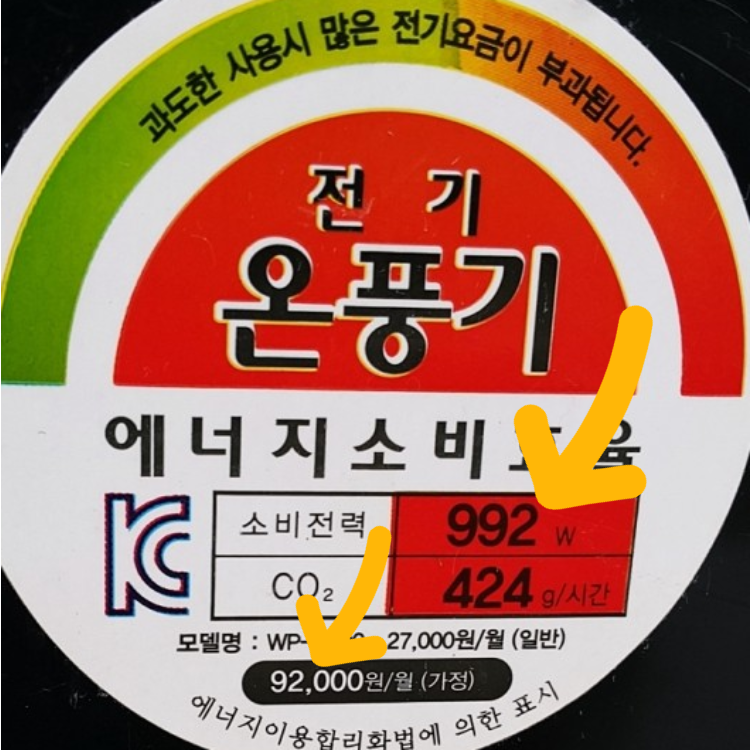 과도한 사용시 많은 전기요금이 부과됩니다.
전 기
온풍기
에너지소비
KC
소비전력 992 W
CO₂ 424 g/시간
모델명 : 27,000원/월 (일반)
92,000원/월 (가정)
에너지이용합리화법에 의한 표시